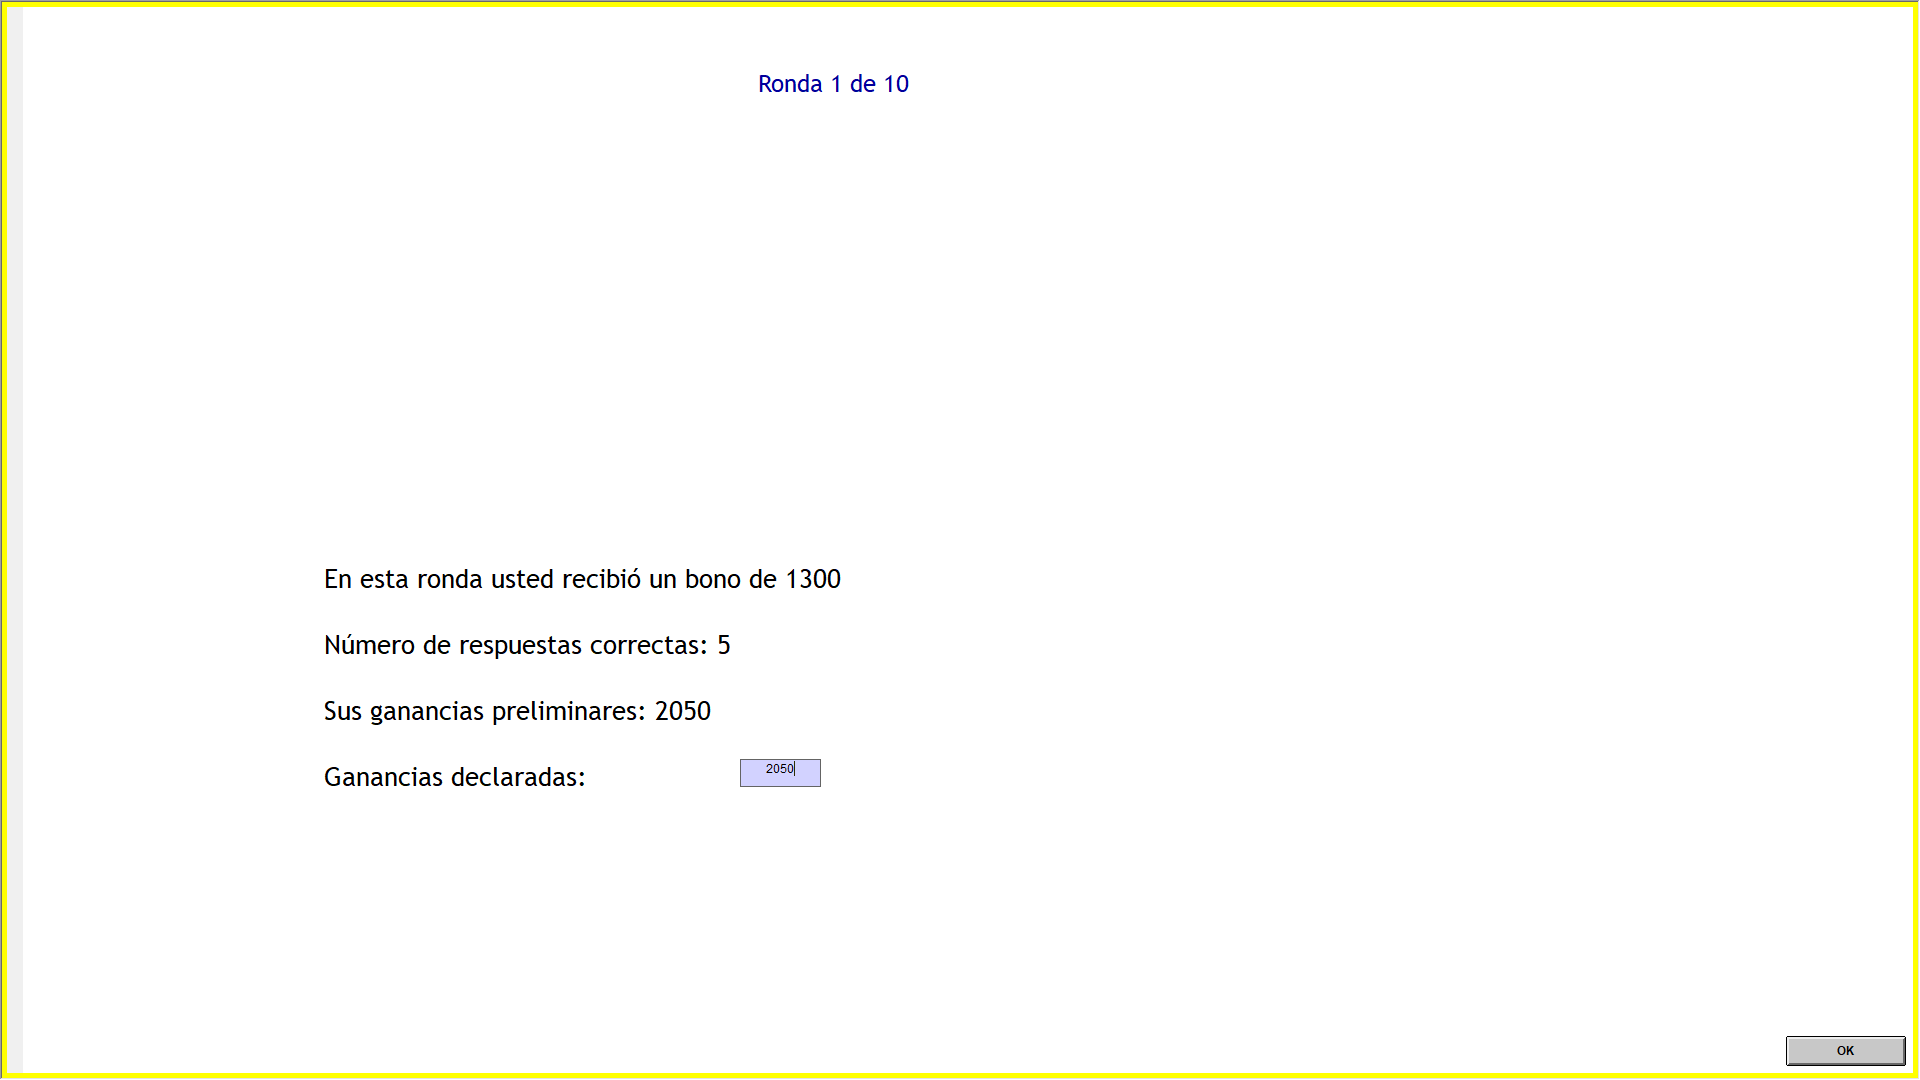 Ronda 1 de 10
En esta ronda usted recibió un bono de 1300
Número de respuestas correctas: 5
Sus ganancias preliminares: 2050
Ganancias declaradas: 2050
OK